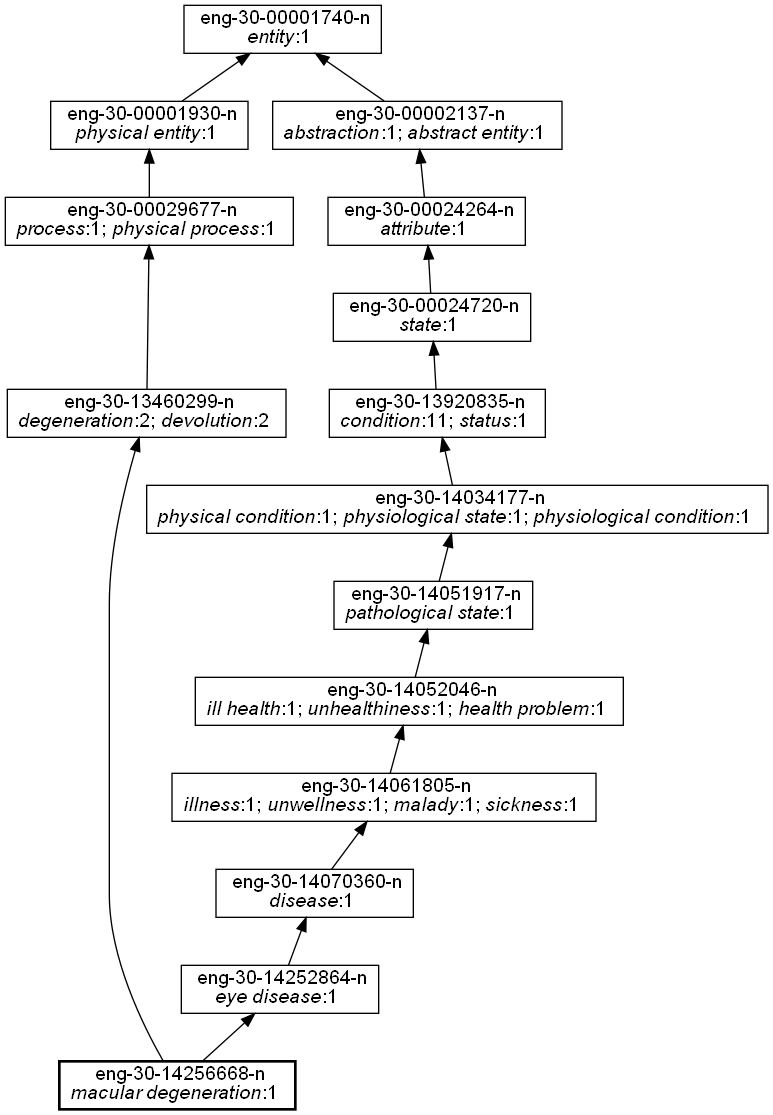 eng-30-00001740-n
entity:1
eng-30-00001930-n
physical entity:1
eng-30-00002137-n
abstraction:1; abstract entity:1
eng-30-00029677-n
process:1; physical process:1
eng-30-00024264-n
attribute:1
eng-30-00024720-n
state:1
eng-30-13460299-n
degeneration:2; devolution:2
eng-30-13920835-n
condition:11; status:1
eng-30-14034177-n
physical condition:1; physiological state:1; physiological condition:1
eng-30-14051917-n
pathological state:1
eng-30-14052046-n
ill health:1; unhealthiness:1; health problem:1
eng-30-14061805-n
illness:1; unwellness:1; malady:1; sickness:1
eng-30-14070360-n
disease:1
eng-30-14252864-n
eye disease:1
eng-30-14256668-n
macular degeneration:1